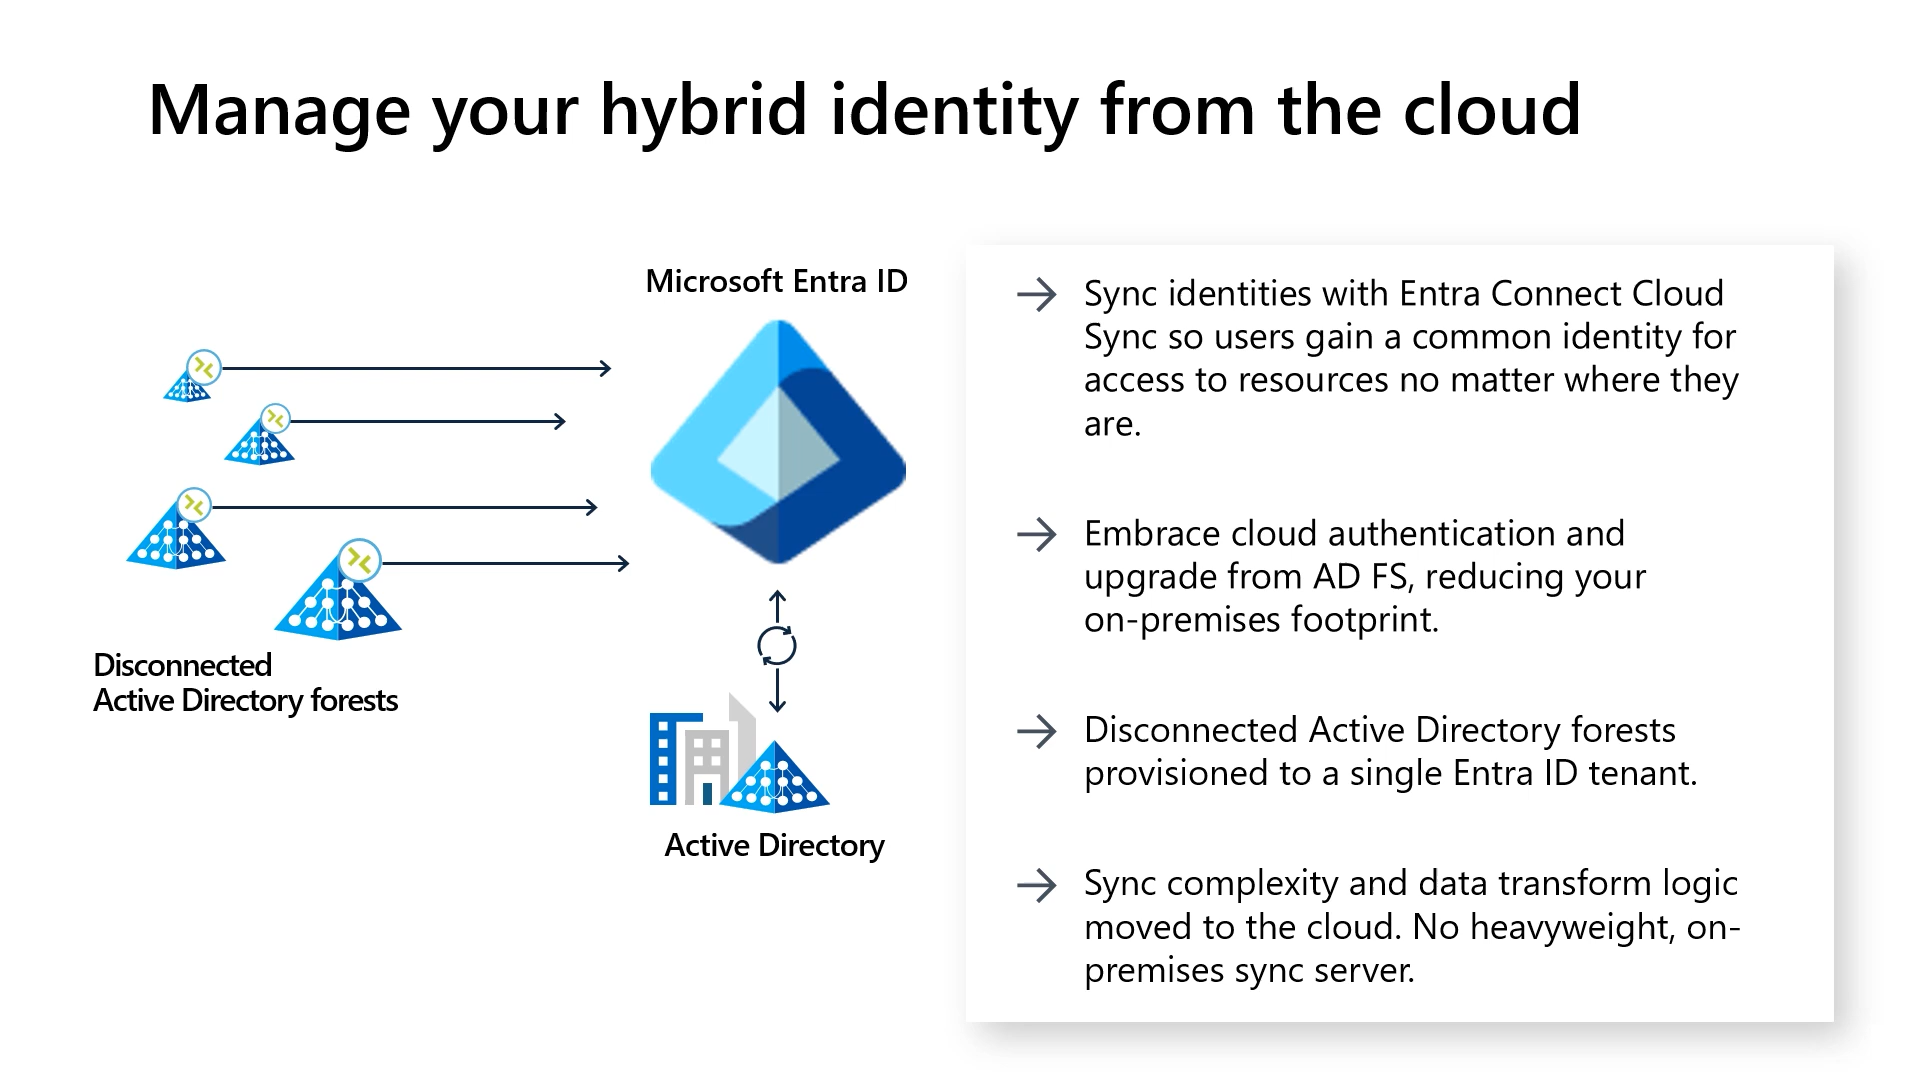 Manage your hybrid identity from the cloud
Microsoft Entra ID
Disconnected
Active Directory forests
Active Directory
Sync identities with Entra Connect Cloud
Sync so users gain a common identity for
access to resources no matter where they
are.
Embrace cloud authentication and
upgrade from AD FS, reducing your
on-premises footprint.
Disconnected Active Directory forests
provisioned to a single Entra ID tenant.
Sync complexity and data transform logic
moved to the cloud. No heavyweight, on-
premises sync server.